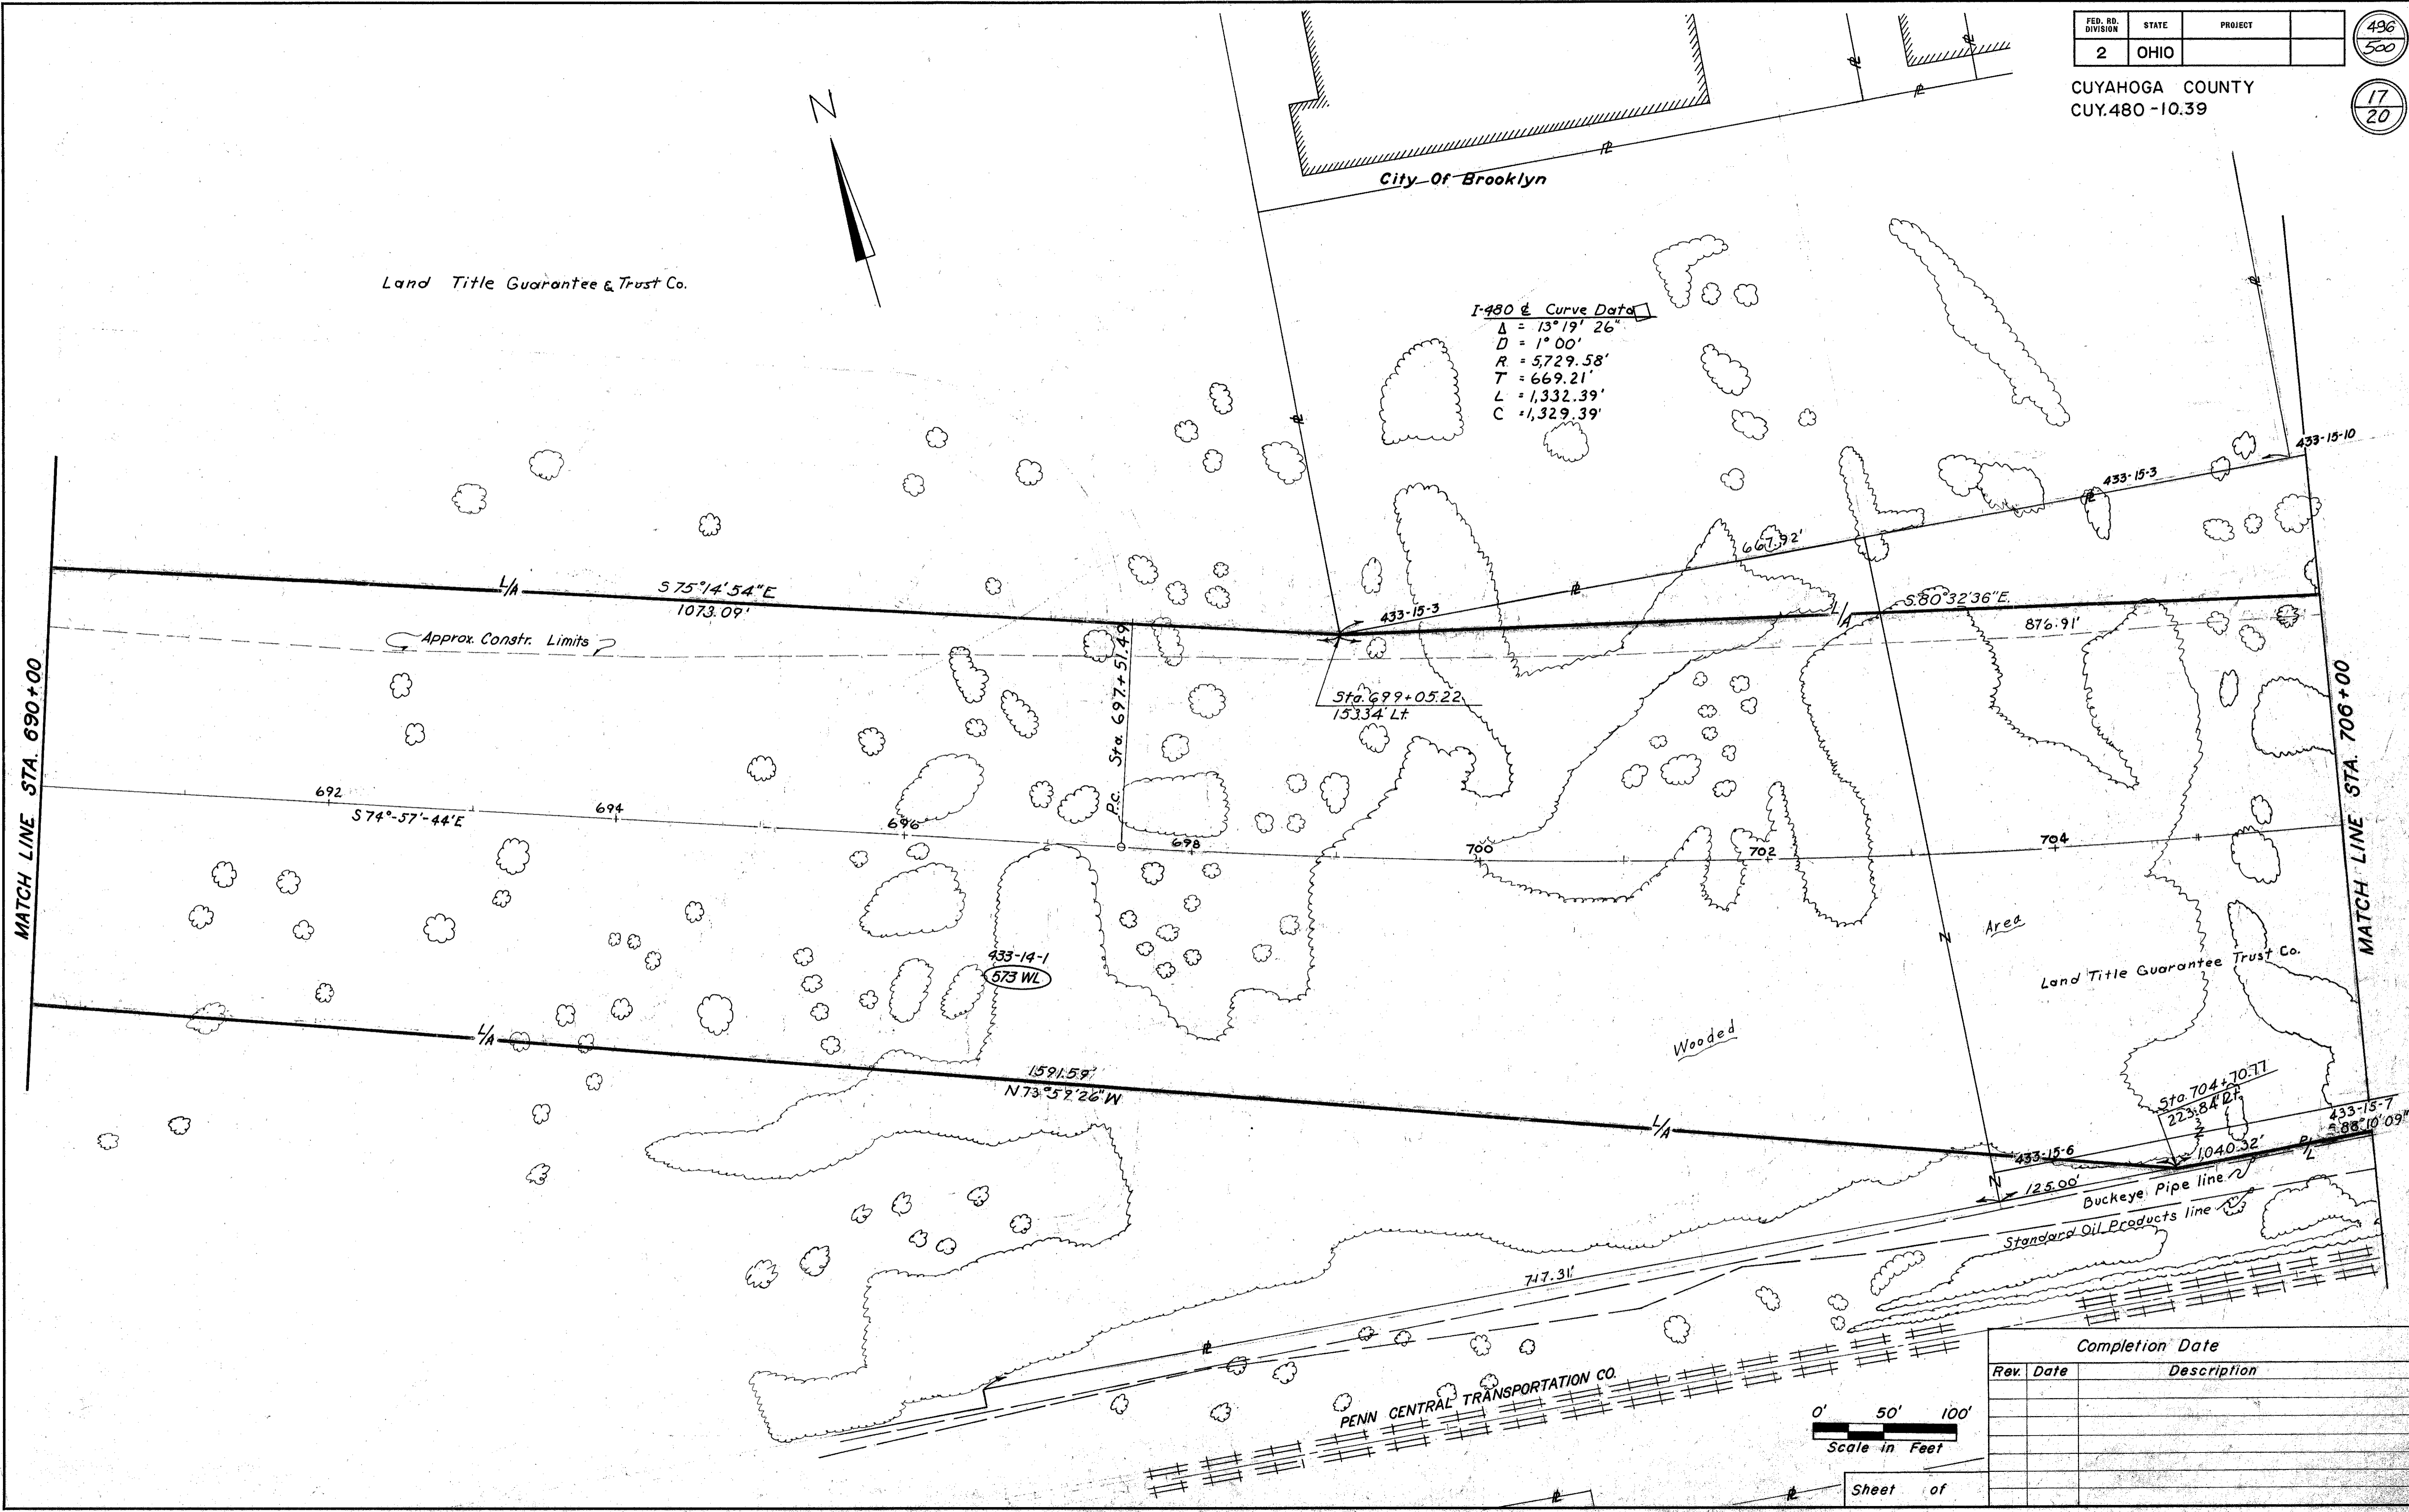 FED. RD. DIVISION STATE PROJECT
2 OHIO
496
500
CUYAHOGA COUNTY
CUY.480-10.39
17
20
N
City Of Brooklyn
Land Title Guarantee & Trust Co.
I-480 ℄ Curve Data
Δ = 13°19' 26"
D = 1°00'
R = 5,729.58'
T = 669.21'
L = 1,332.39'
C = 1,329.39'
433-15-10
433-15-3
667.92'
L/A
S 75°14'54"E
1073.09'
433-15-3
L/A
S.80°32'36"E.
876.91'
Approx. Constr. Limits
Sta. 699+05.22
153.34' Lt.
P.C. Sta. 697.+51.49
MATCH LINE STA. 690+00
MATCH LINE STA. 706+00
692
S 74°-57'-44'E
694
696
698
700
702
704
Area
Land Title Guarantee Trust Co.
433-14-1
573 WL
Wooded
L/A
1591.59'
N 73°57'26"W
L/A
Sta. 704+70.77
223.84' Rt.
433-15-7
S 88°10'09"
433-15-6
1,040.32'
P/L
125.00'
Buckeye Pipe line
Standard Oil Products line
717.31'
PENN CENTRAL TRANSPORTATION CO.
0' 50' 100'
Scale in Feet
Completion Date
Rev. Date Description
Sheet of